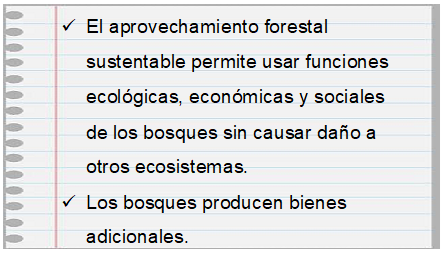 ✓ El aprovechamiento forestal
sustentable permite usar funciones
ecológicas, económicas y sociales
de los bosques sin causar daño a
otros ecosistemas.
✓ Los bosques producen bienes
adicionales.